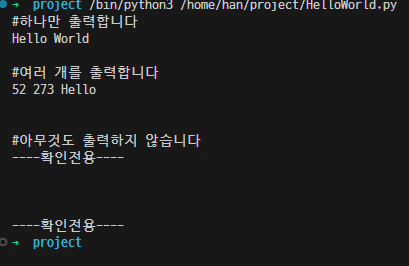 ➜ project /bin/python3 /home/han/project/HelloWorld.py
#하나만 출력합니다
Hello World
#여러 개를 출력합니다
52 273 Hello
#아무것도 출력하지 않습니다
----확인전용----
----확인전용----
➜ project